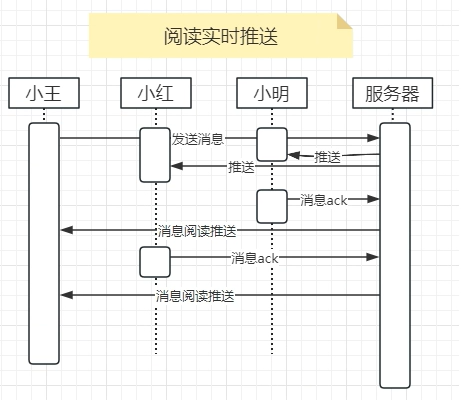 阅读实时推送
小王
小红
小明
服务器
发送消息
推送
推送
消息ack
消息阅读推送
消息ack
消息阅读推送